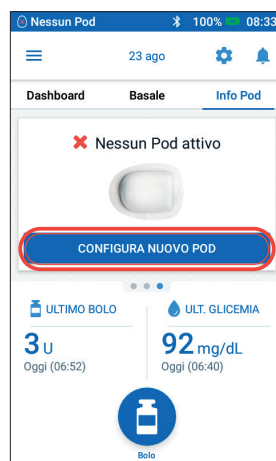 Nessun Pod 100% 08:33
23 ago
Dashboard Basale Info Pod
Nessun Pod attivo
CONFIGURA NUOVO POD
ULTIMO BOLO
3 U
Oggi (06:52)
ULT. GLICEMIA
92 mg/dL
Oggi (06:40)
Bolo